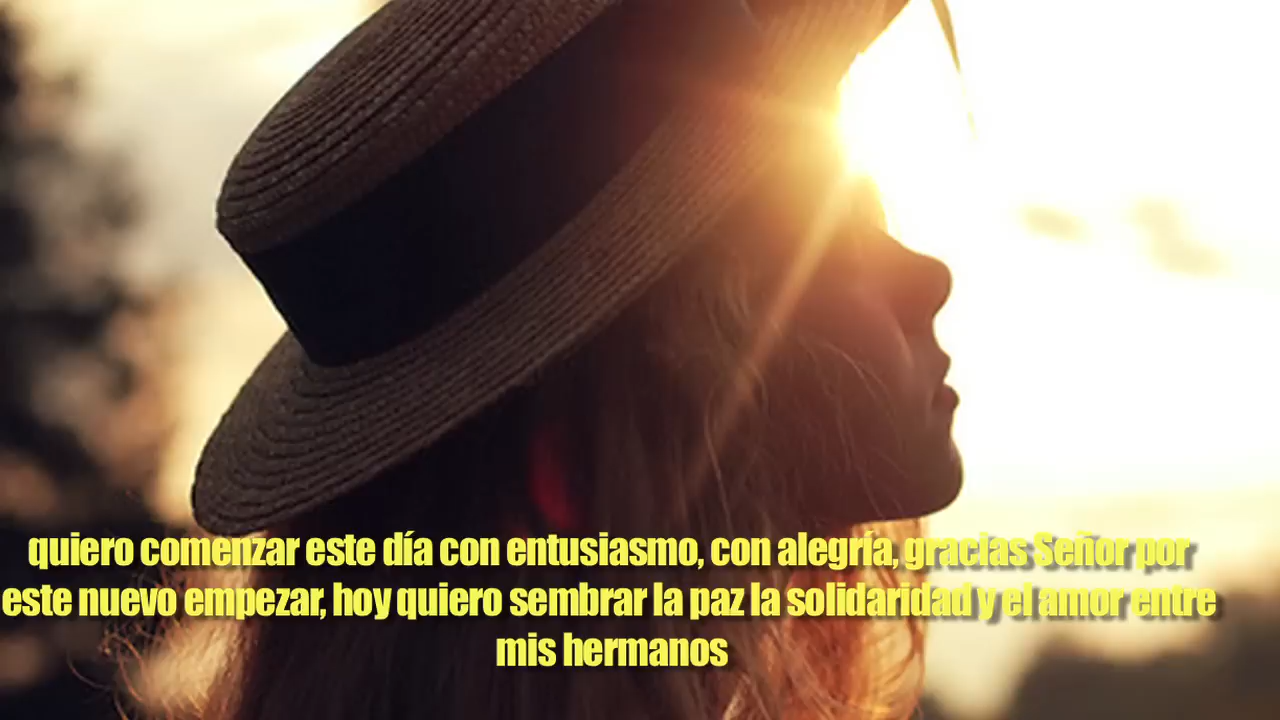 quiero comenzar este día con entusiasmo, con alegría, gracias Señor por
este nuevo empezar, hoy quiero sembrar la paz la solidaridad y el amor entre
mis hermanos